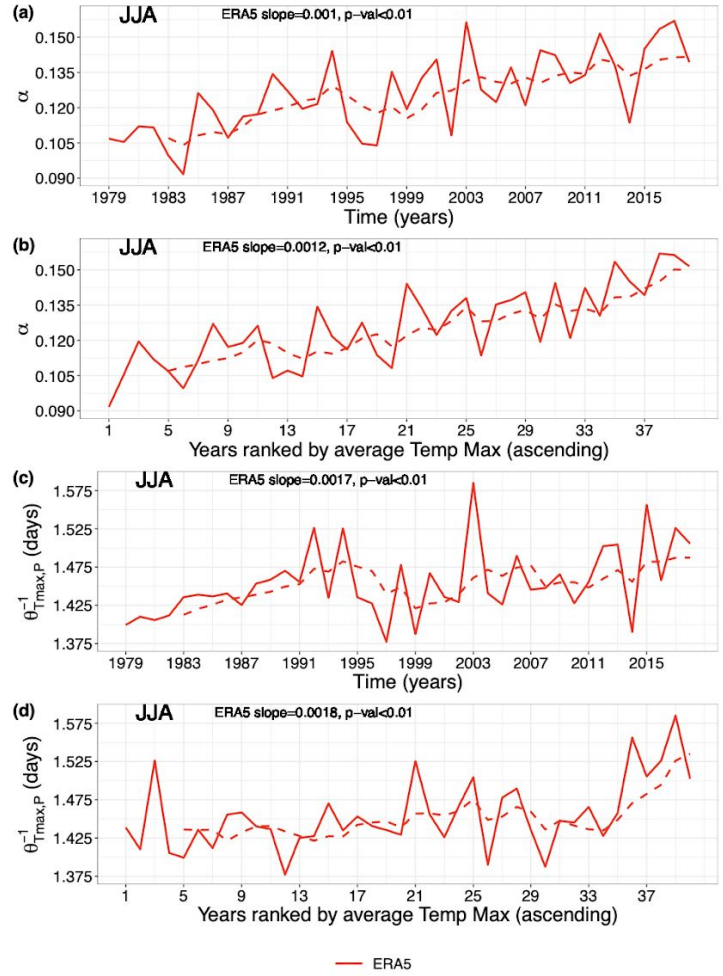 (a) JJA ERA5 slope=0.001, p-val<0.01
0.150
0.135
0.120
0.105
0.090
α
1979 1983 1987 1991 1995 1999 2003 2007 2011 2015
Time (years)
(b) JJA ERA5 slope=0.0012, p-val<0.01
0.150
0.135
0.120
0.105
0.090
α
1 5 9 13 17 21 25 29 33 37
Years ranked by average Temp Max (ascending)
(c) JJA ERA5 slope=0.0017, p-val<0.01
1.575
1.525
1.475
1.425
1.375
θ⁻¹Tmax,P (days)
1979 1983 1987 1991 1995 1999 2003 2007 2011 2015
Time (years)
(d) JJA ERA5 slope=0.0018, p-val<0.01
1.575
1.525
1.475
1.425
1.375
θ⁻¹Tmax,P (days)
1 5 9 13 17 21 25 29 33 37
Years ranked by average Temp Max (ascending)
ERA5